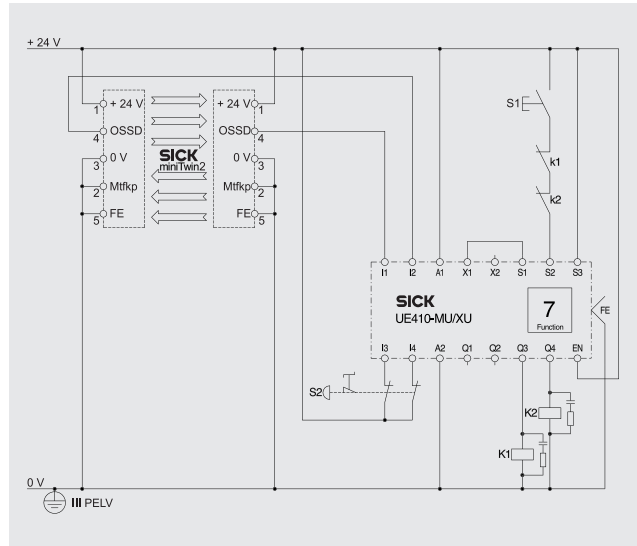 + 24 V
S1
k1
k2
1 + 24 V
4 OSSD
3 0 V
2 Mtfkp
5 FE
SICK
miniTwin2
+ 24 V 1
OSSD 4
0 V 3
Mtfkp 2
FE 5
I1 I2 A1 X1 X2 S1 S2 S3
SICK
UE410-MU/XU
7
Function
FE
I3 I4 A2 Q1 Q2 Q3 Q4 EN
S2
K2
K1
0 V
III PELV